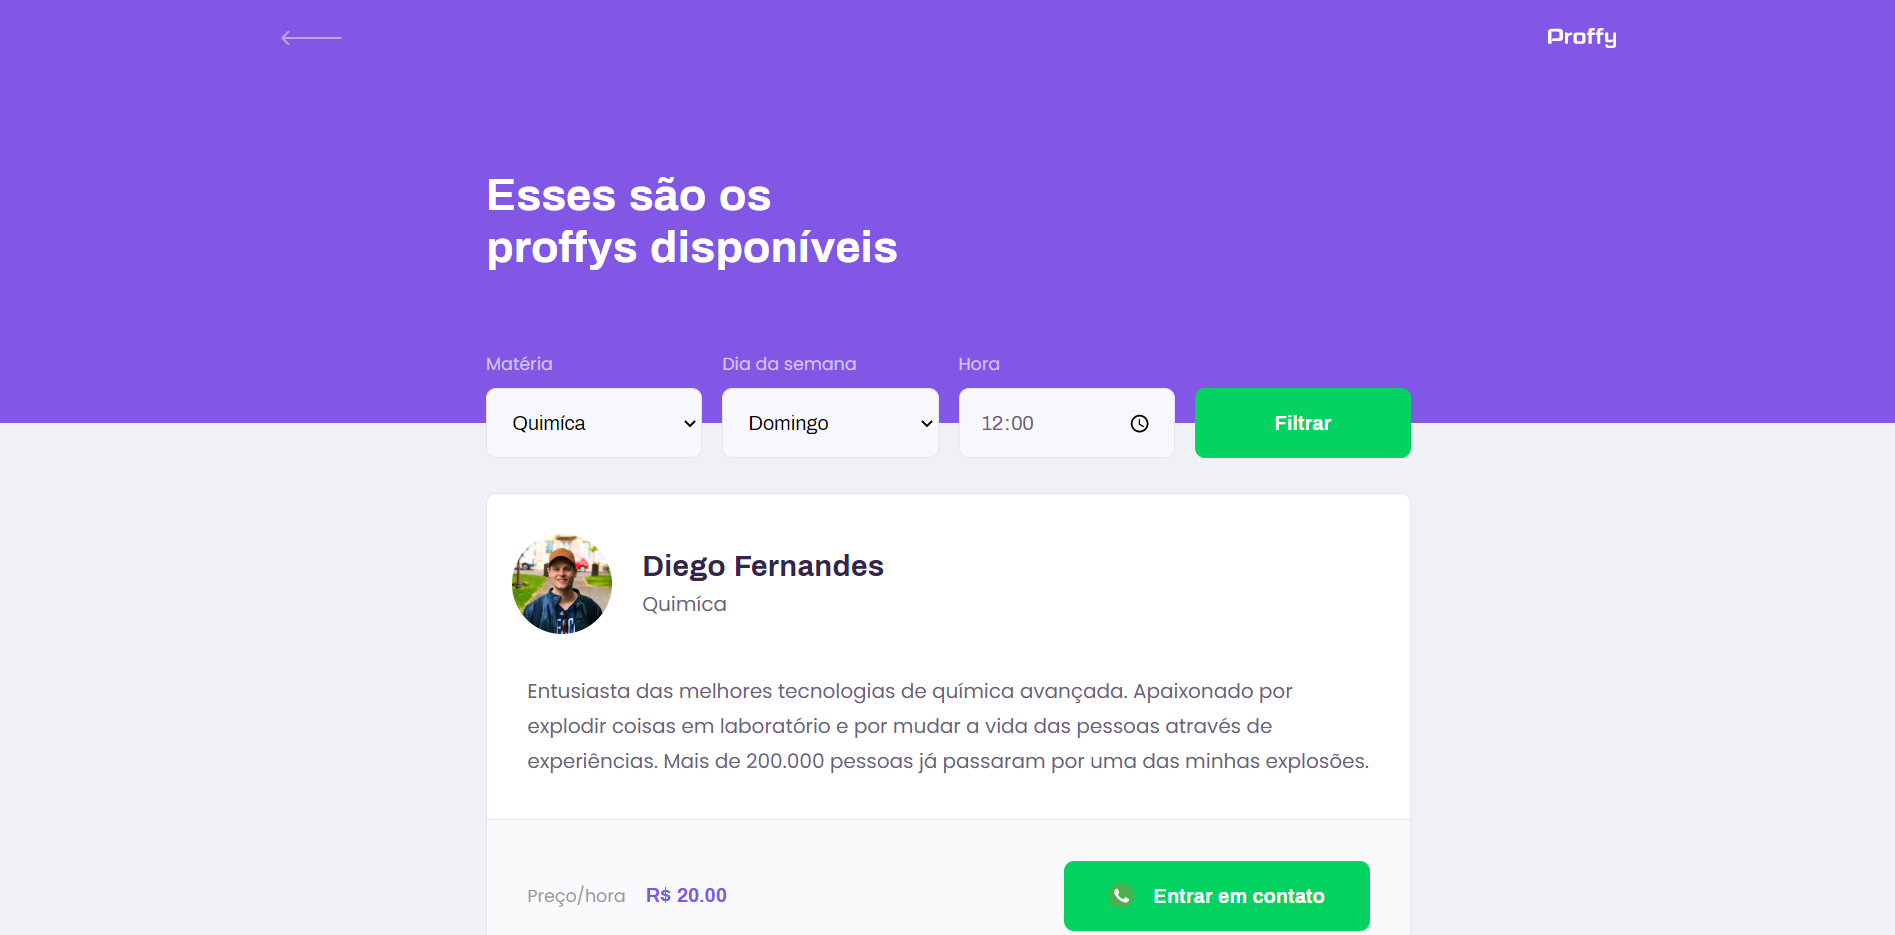 Proffy
Esses são os
proffys disponíveis
Matéria
Dia da semana
Hora
Quimíca
Domingo
12:00
Filtrar
Diego Fernandes
Quimíca
Entusiasta das melhores tecnologias de química avançada. Apaixonado por
explodir coisas em laboratório e por mudar a vida das pessoas através de
experiências. Mais de 200.000 pessoas já passaram por uma das minhas explosões.
Preço/hora R$ 20.00
Entrar em contato